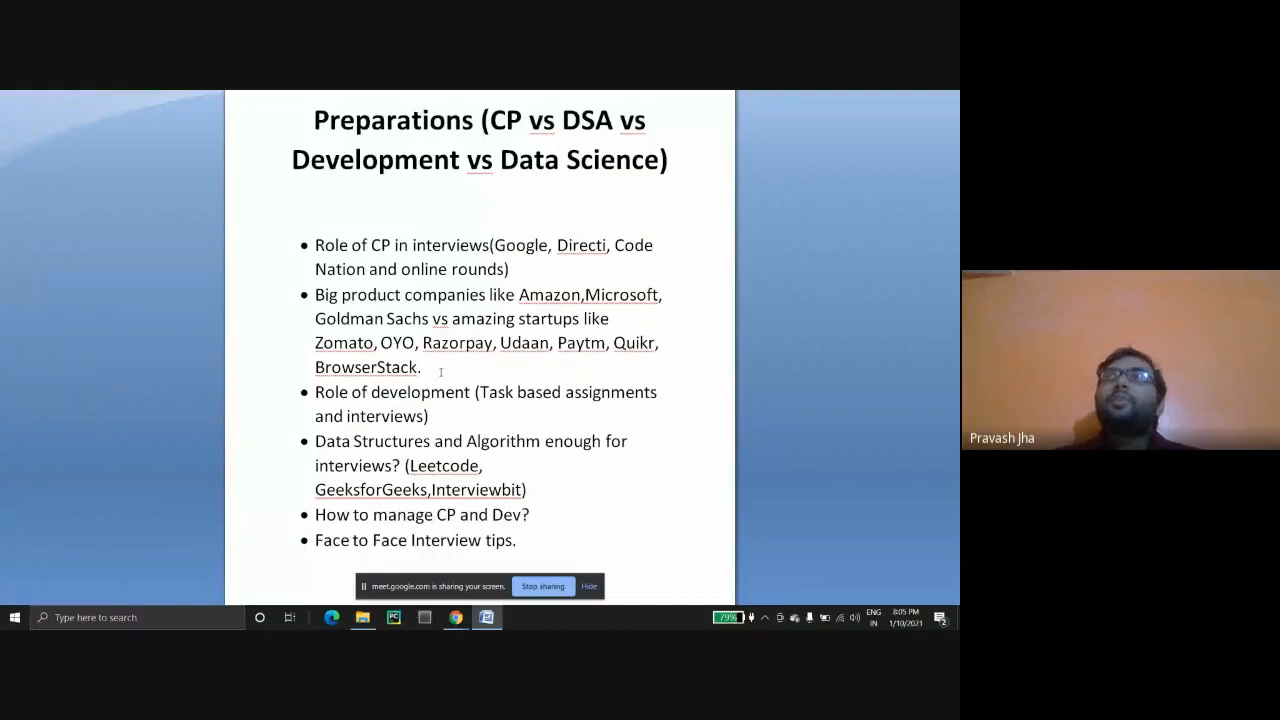 Preparations (CP vs DSA vs
Development vs Data Science)
• Role of CP in interviews(Google, Directi, Code
Nation and online rounds)
• Big product companies like Amazon,Microsoft,
Goldman Sachs vs amazing startups like
Zomato, OYO, Razorpay, Udaan, Paytm, Quikr,
BrowserStack.
• Role of development (Task based assignments
and interviews)
• Data Structures and Algorithm enough for
interviews? (Leetcode,
GeeksforGeeks,Interviewbit)
• How to manage CP and Dev?
• Face to Face Interview tips.
meet.google.com is sharing your screen. Stop sharing Hide
Pravash Jha
Type here to search
PC
79%
ENG
IN
8:05 PM
1/10/2021
2